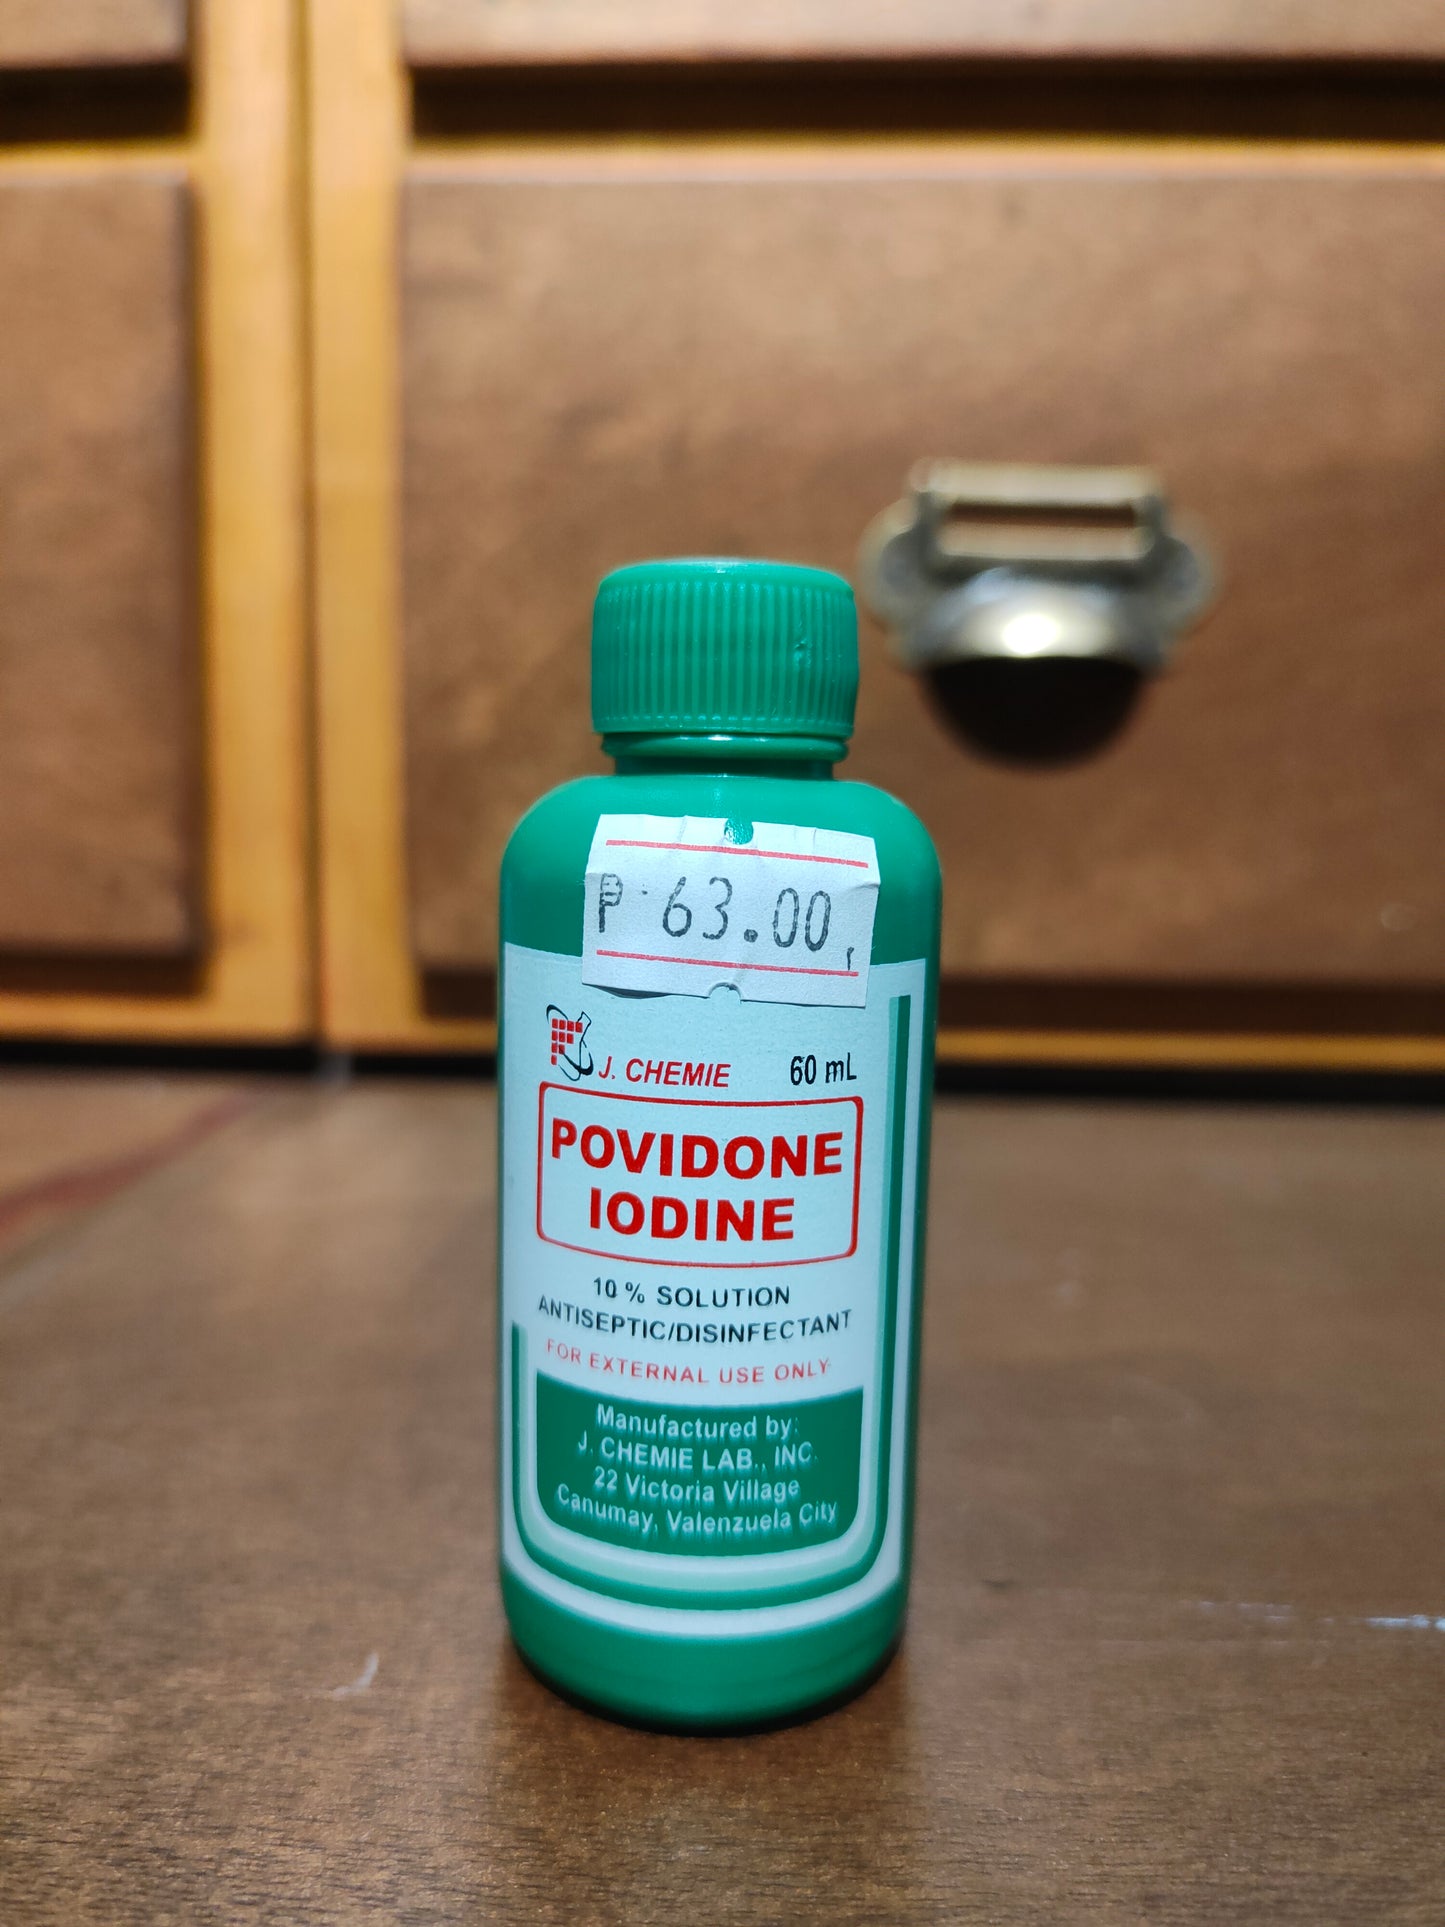 ₱ 63.00
J. CHEMIE 60 mL
POVIDONE
IODINE
10 % SOLUTION
ANTISEPTIC/DISINFECTANT
FOR EXTERNAL USE ONLY
Manufactured by:
J. CHEMIE LAB., INC.
22 Victoria Village
Canumay, Valenzuela City